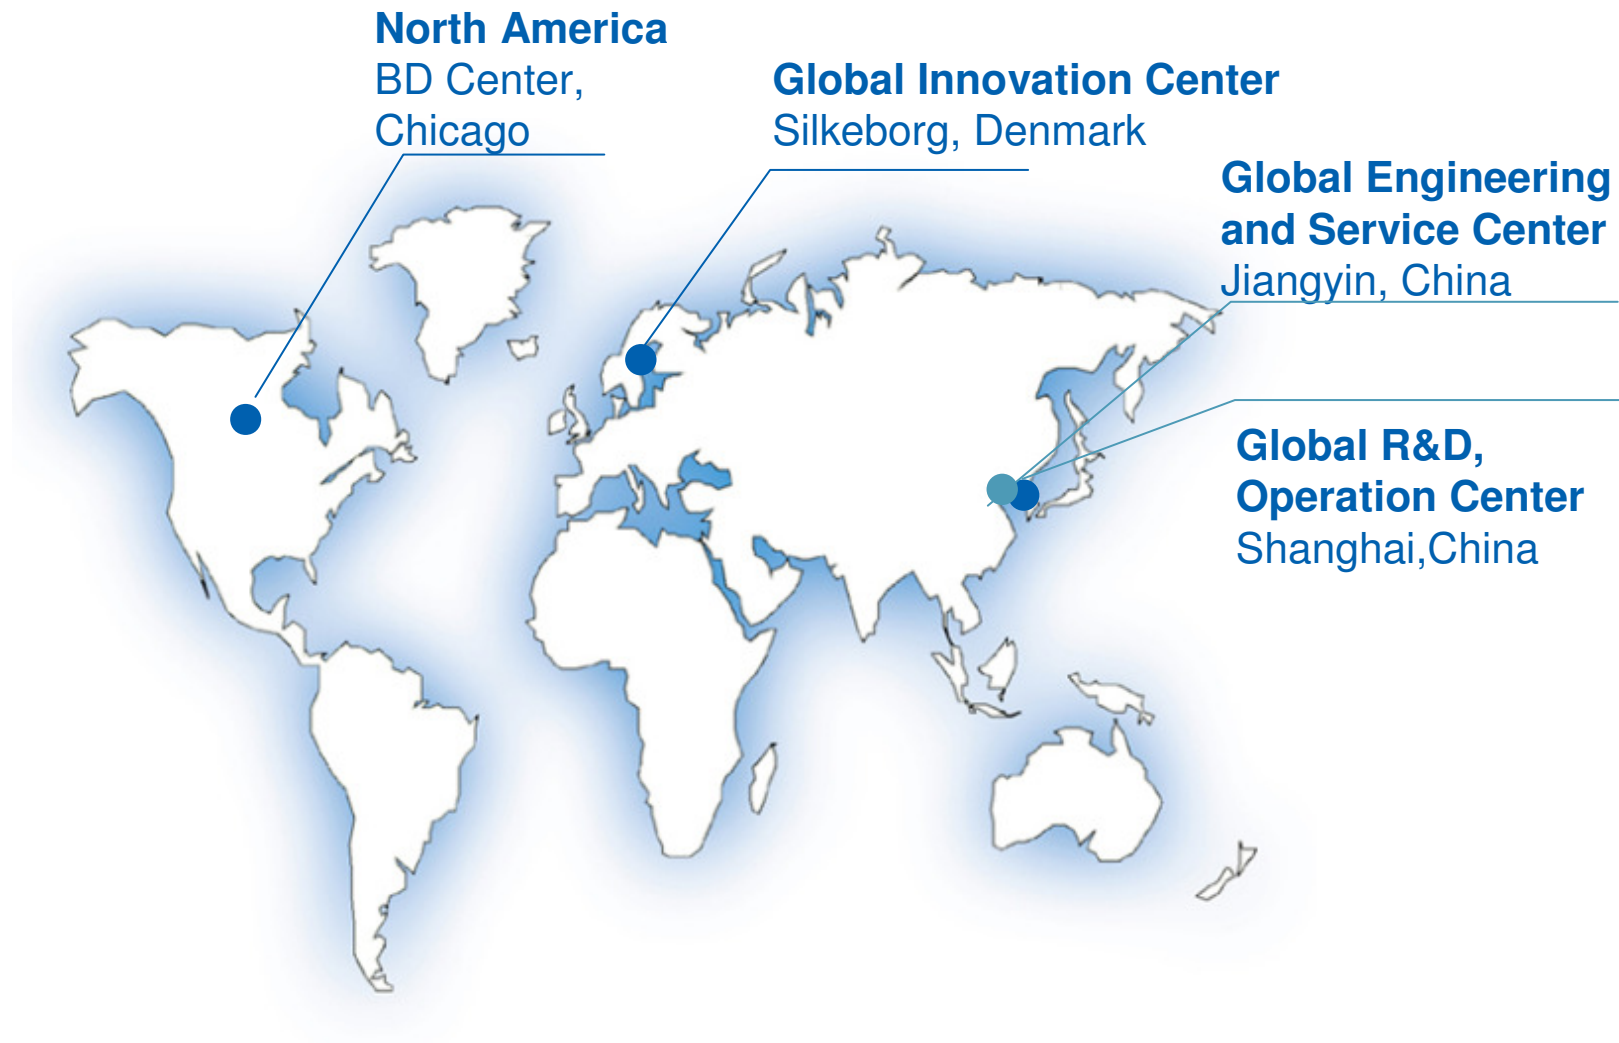 North America
BD Center,
Chicago
Global Innovation Center
Silkeborg, Denmark
Global Engineering
and Service Center
Jiangyin, China
Global R&D,
Operation Center
Shanghai,China